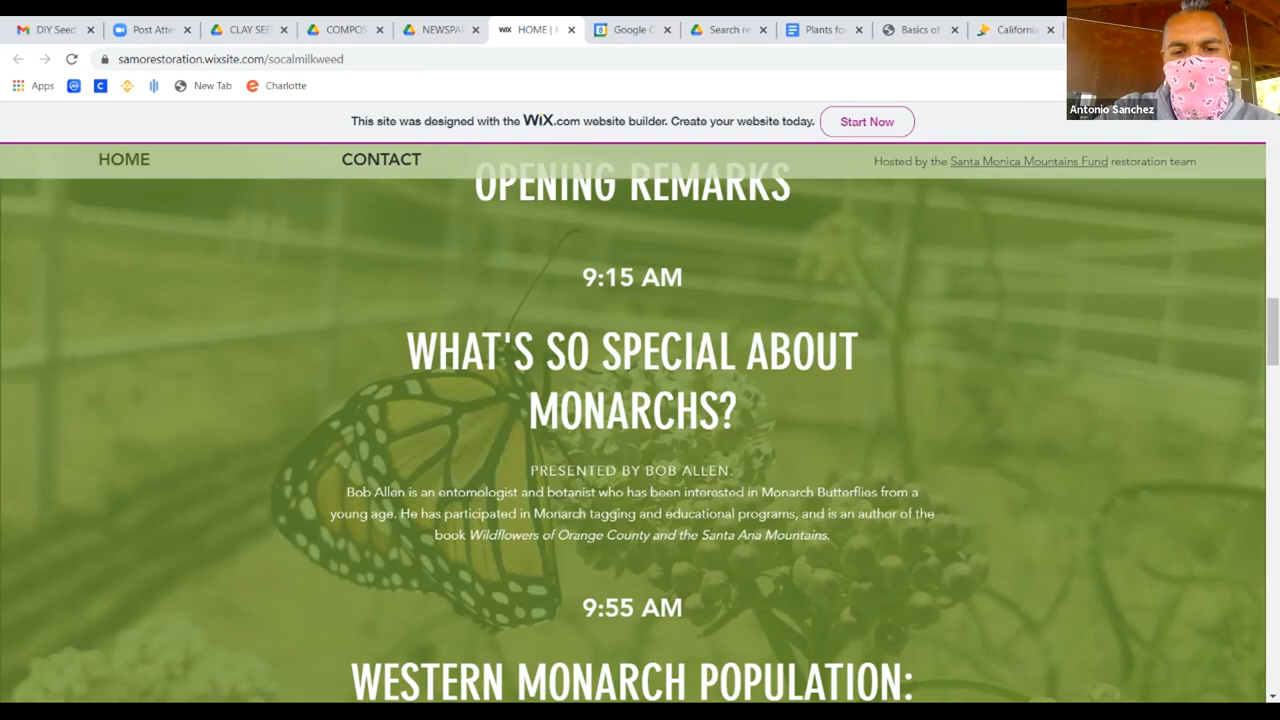 DIY Seed
Post Atte
CLAY SEE
COMPOS
NEWSPA
WIX HOME | M
8 Google C
Search re
Plants for
Basics of
California
samorestoration.wixsite.com/socalmilkweed
Apps
New Tab
Charlotte
Antonio Sanchez
This site was designed with the WiX.com website builder. Create your website today. Start Now
HOME
CONTACT
Hosted by the Santa Monica Mountains Fund restoration team
OPENING REMARKS
9:15 AM
WHAT'S SO SPECIAL ABOUT
MONARCHS?
PRESENTED BY BOB ALLEN.
Bob Allen is an entomologist and botanist who has been interested in Monarch Butterflies from a
young age. He has participated in Monarch tagging and educational programs, and is an author of the
book Wildflowers of Orange County and the Santa Ana Mountains.
9:55 AM
WESTERN MONARCH POPULATION: